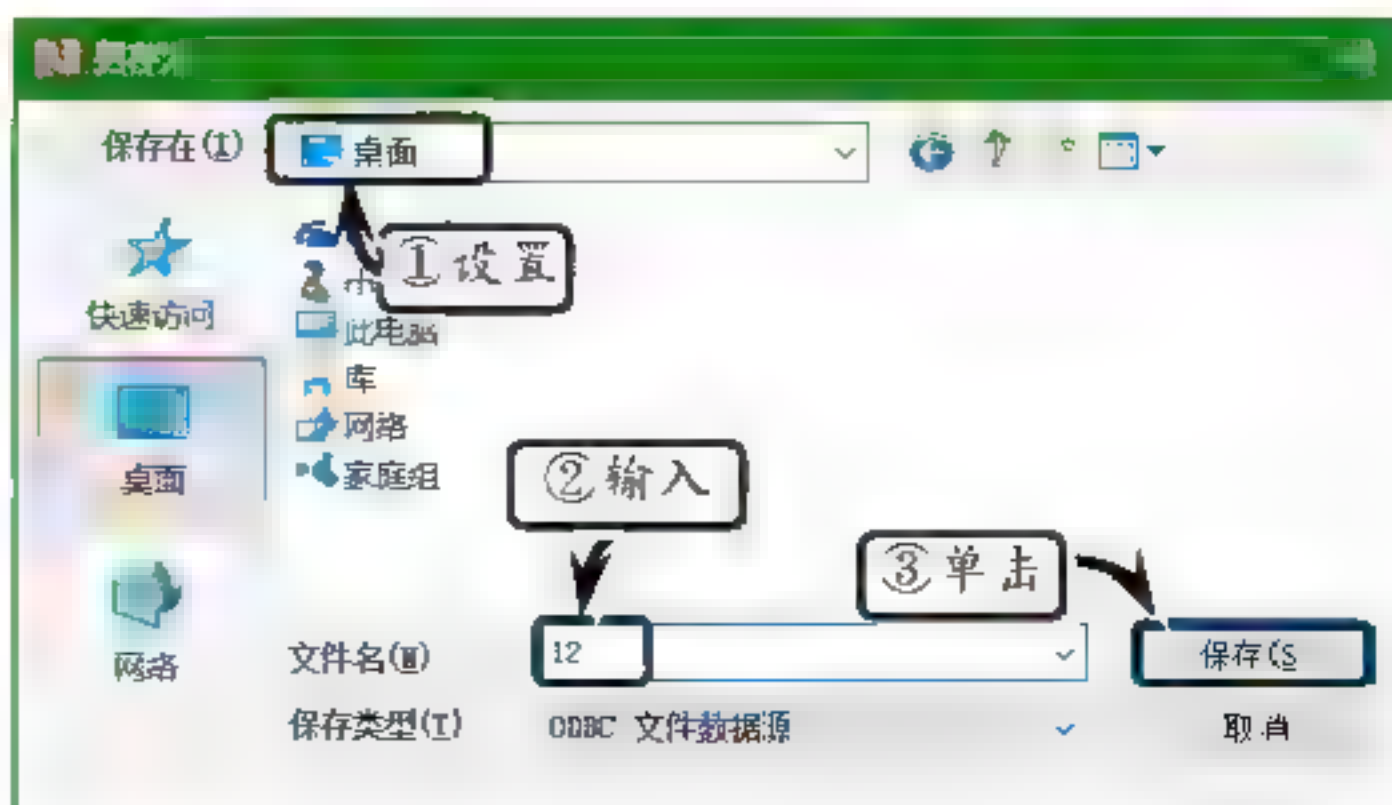 保存在(I)
桌面
①设置
快速访问
此电脑
库
网络
桌面
家庭组
②输入
③单击
网络
文件名(N)
12
保存(S
保存类型(T)
ODBC 文件数据源
取消